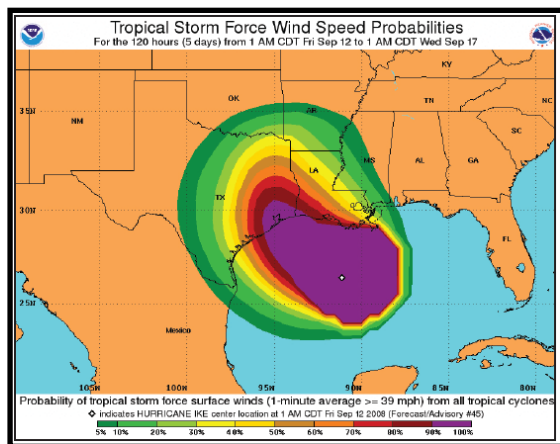 Tropical Storm Force Wind Speed Probabilities
For the 120 hours (5 days) from 1 AM CDT Fri Sep 12 to 1 AM CDT Wed Sep 17
KY
OK
AR
TN
NC
35N
NM
SC
MS
AL
GA
LA
TX
30N
FL
25N
Mexico
105W
100W
95W
90W
85W
80W
Probability of tropical storm force surface winds (1-minute average >= 39 mph) from all tropical cyclones
indicates HURRICANE IKE center location at 1 AM CDT Fri Sep 12 2008 (Forecast/Advisory #45)
5% 10% 20% 30% 40% 50% 60% 70% 80% 90% 100%